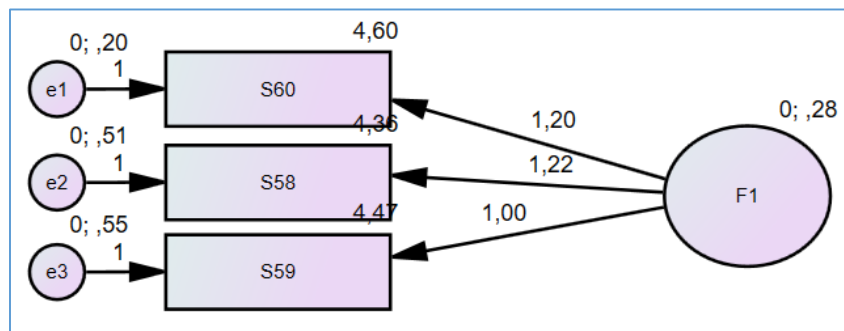 4,60
0; ,20
1
e1
S60
1,20
0; ,28
4,36
0; ,51
1
e2
S58
1,22
F1
4,47
0; ,55
1
e3
S59
1,00